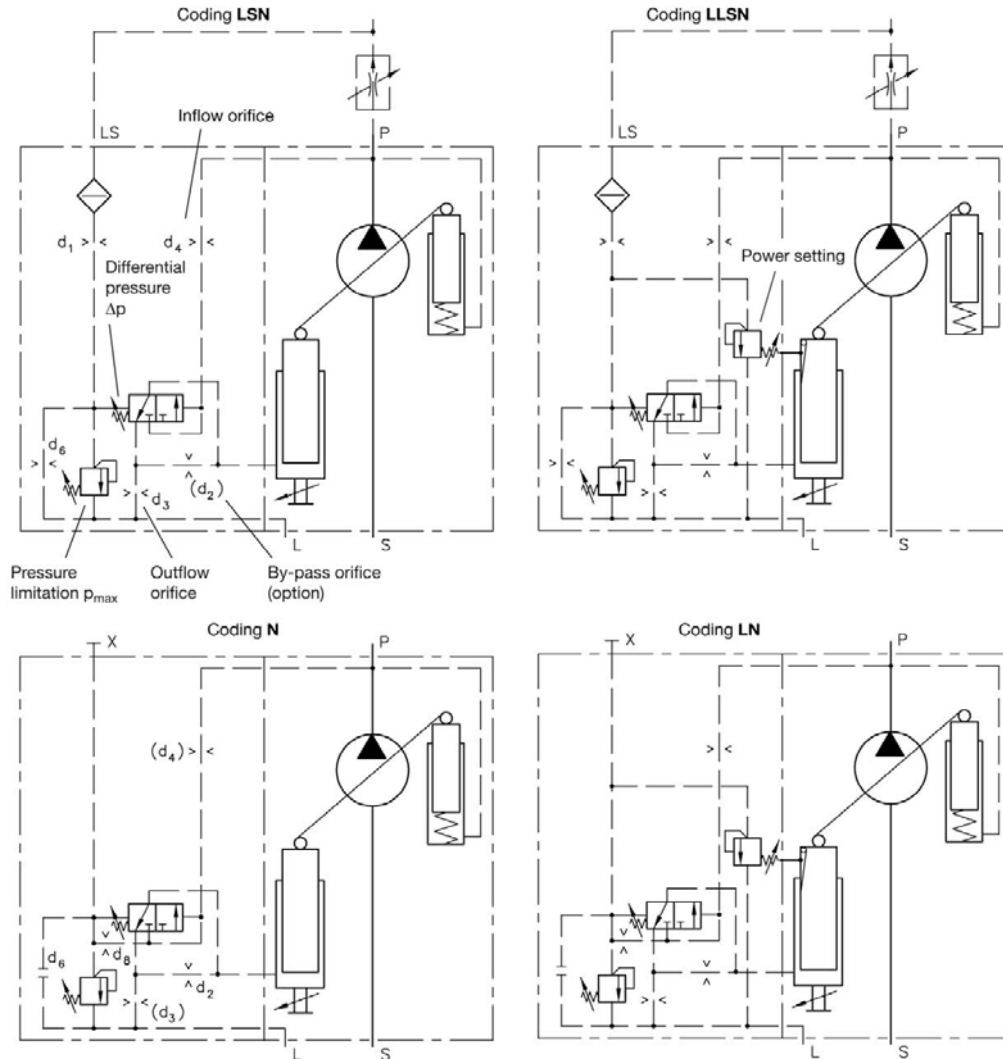 Coding LSN
Inflow orifice
LS
P
d₁
d₄
Differential
pressure
Δp
d₆
d₃
(d₂)
L
S
Pressure
limitation pmax
Outflow
orifice
By-pass orifice
(option)
Coding LLSN
LS
P
Power setting
L
S
Coding N
X
P
(d₄)
d₆
d₈
d₂
(d₃)
L
S
Coding LN
X
P
L
S